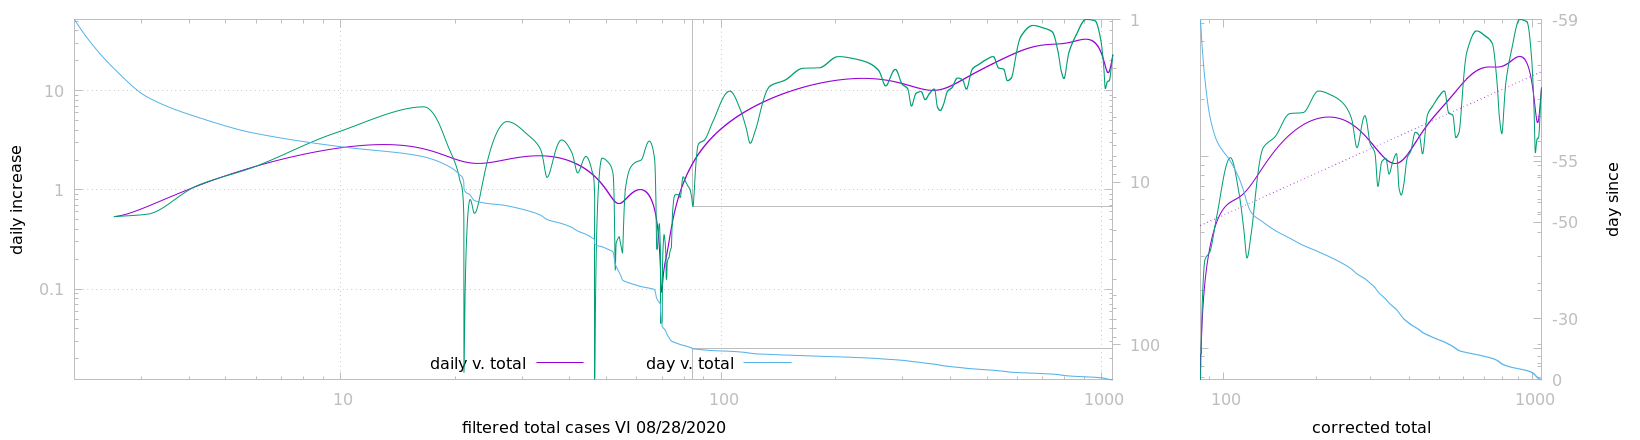 daily increase
10
1
0.1
10
100
1000
1
10
100
daily v. total
day v. total
filtered total cases VI 08/28/2020
-59
-55
-50
-30
0
day since
100
1000
corrected total